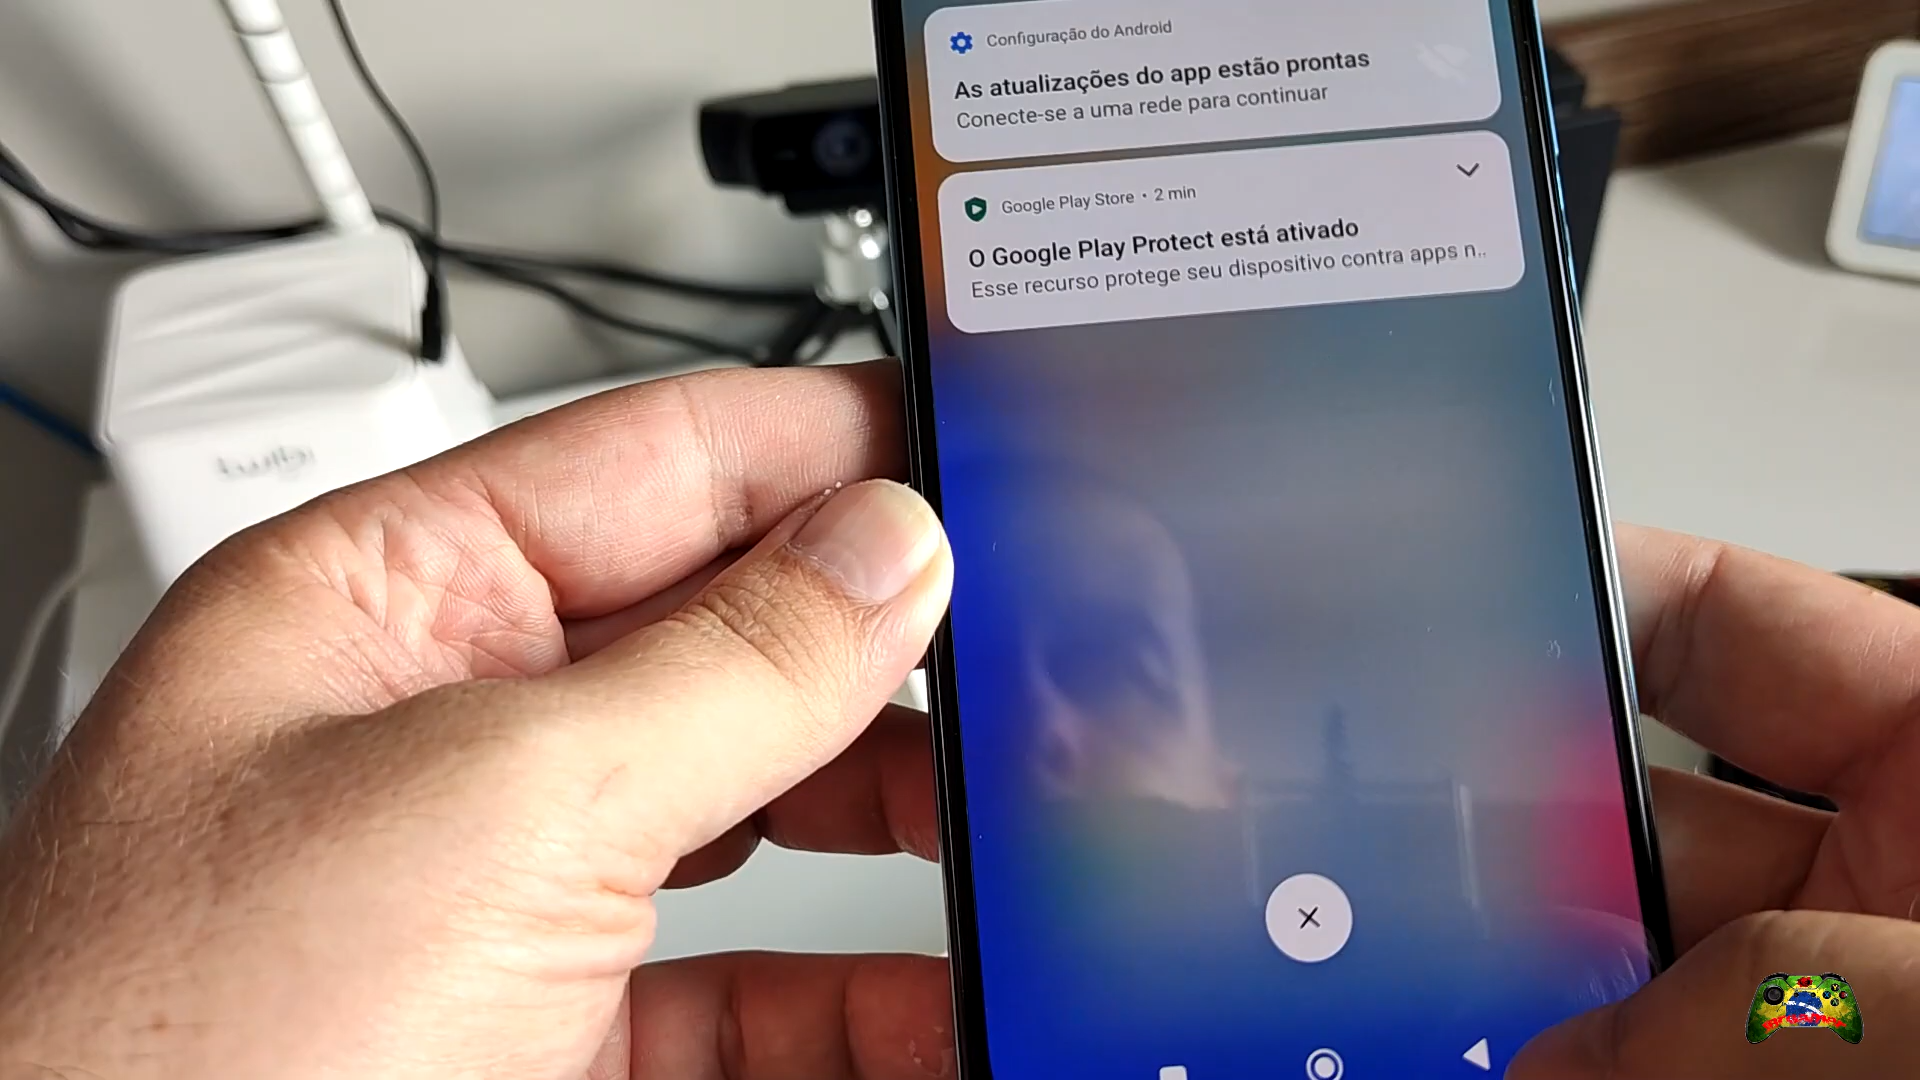 Configuração do Android
As atualizações do app estão prontas
Conecte-se a uma rede para continuar
Google Play Store • 2 min
O Google Play Protect está ativado
Esse recurso protege seu dispositivo contra apps n..
twibi